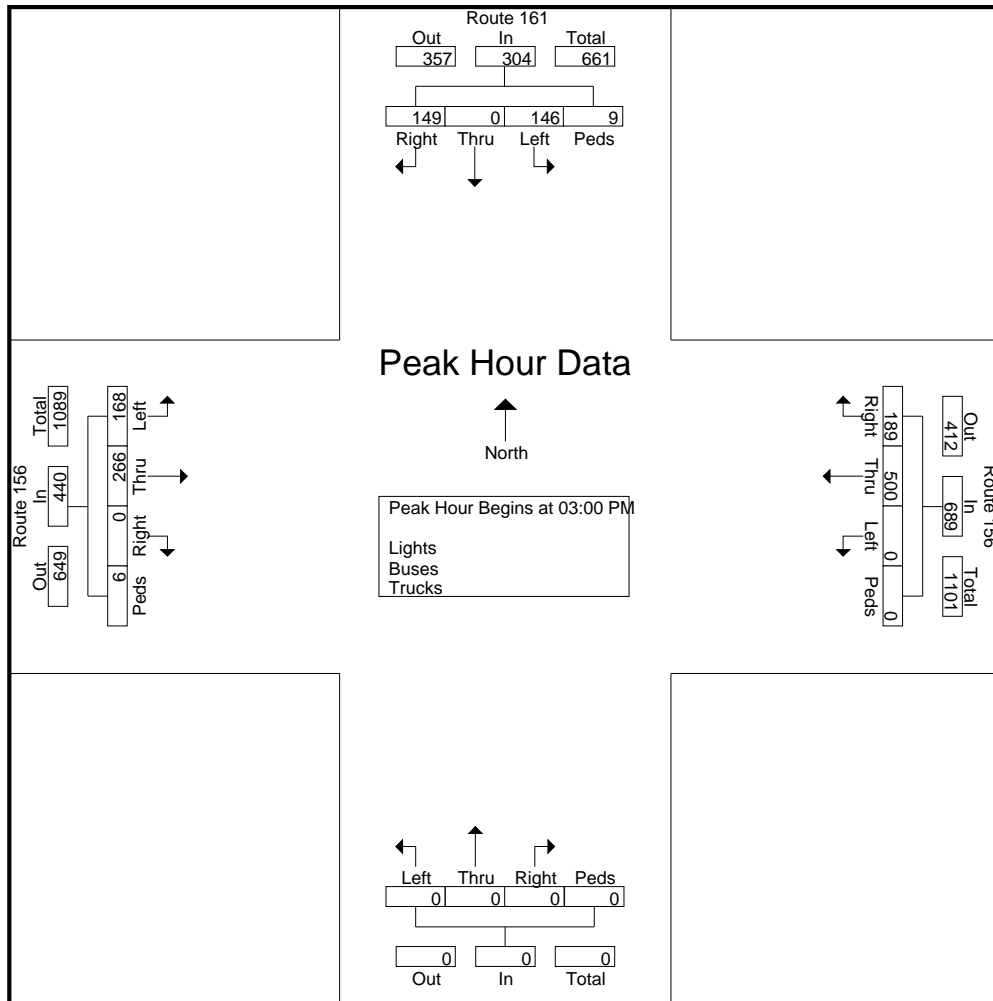 Route 161
Out In Total
357 304 661
149 0 146 9
Right Thru Left Peds
Peak Hour Data
North
Peak Hour Begins at 03:00 PM
Lights
Buses
Trucks
Route 156
Out In Total
649 440 1089
6 0 266 168
Peds Right Thru Left
Route 156
Out In Total
412 689 1101
189 500 0 0
Right Thru Left Peds
Left Thru Right Peds
0 0 0 0
0 0 0
Out In Total